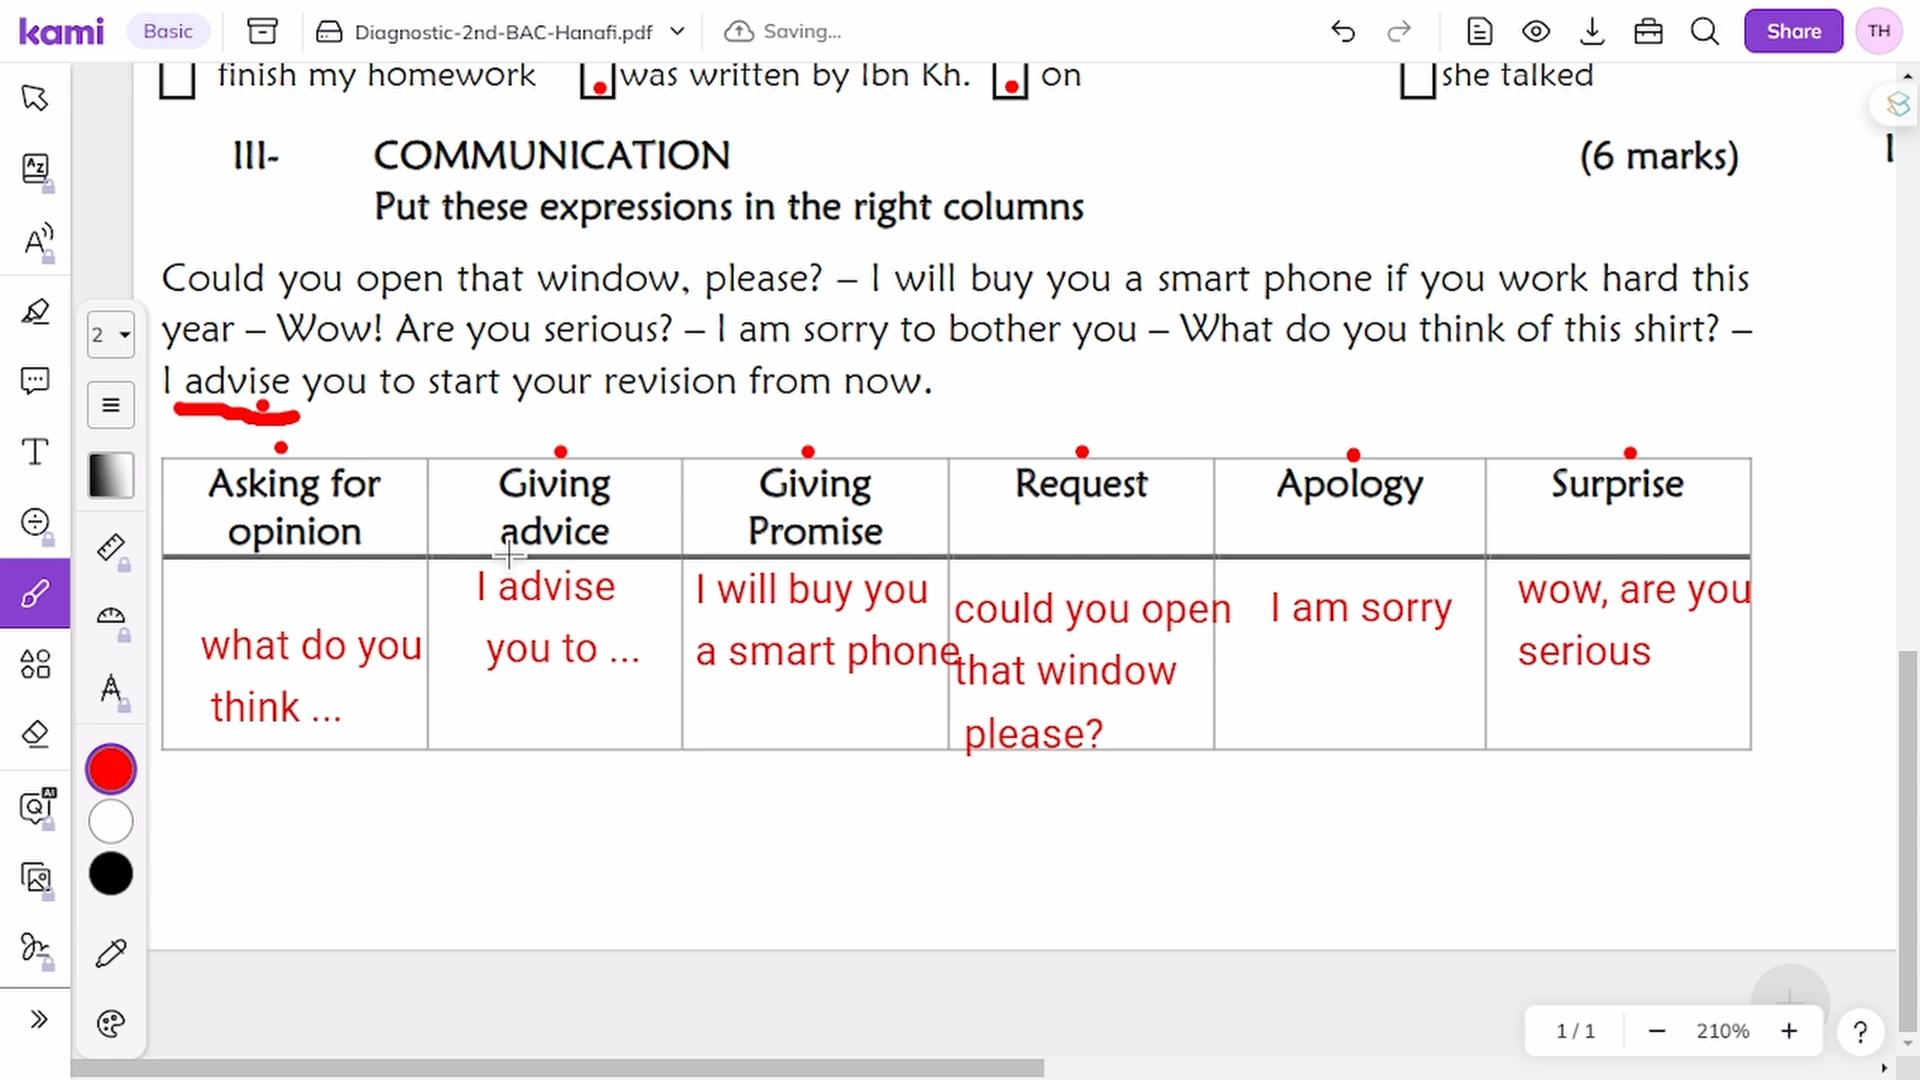 kami Basic Diagnostic-2nd-BAC-Hanafi.pdf Saving... Share TH
finish my homework was written by Ibn Kh. on she talked
III- COMMUNICATION (6 marks)
Put these expressions in the right columns
Could you open that window, please? – I will buy you a smart phone if you work hard this
year – Wow! Are you serious? – I am sorry to bother you – What do you think of this shirt? –
I advise you to start your revision from now.
2
Asking for opinion
Giving advice
Giving Promise
Request
Apology
Surprise
what do you
think ...
I advise
you to ...
I will buy you
a smart phone
could you open
that window
please?
I am sorry
wow, are you
serious
1 / 1 − 210% + ?